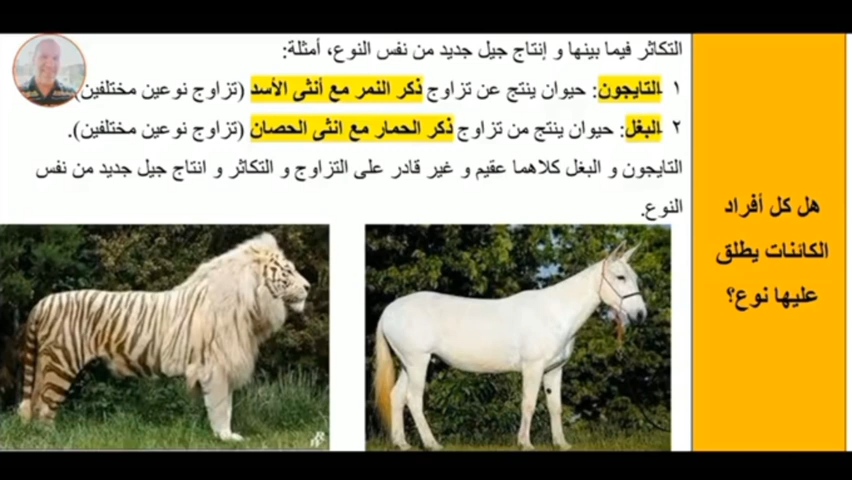 التكاثر فيما بينها و إنتاج جيل جديد من نفس النوع، أمثلة:
١ التايجون: حيوان ينتج عن تزاوج ذكر النمر مع أنثى الأسد (تزاوج نوعين مختلفين)
٢ البغل: حيوان ينتج من تزاوج ذكر الحمار مع انثى الحصان (تزاوج نوعين مختلفين).
التايجون و البغل كلاهما عقيم و غير قادر على التزاوج و التكاثر و انتاج جيل جديد من نفس
النوع.
هل كل أفراد
الكائنات يطلق
عليها نوع؟